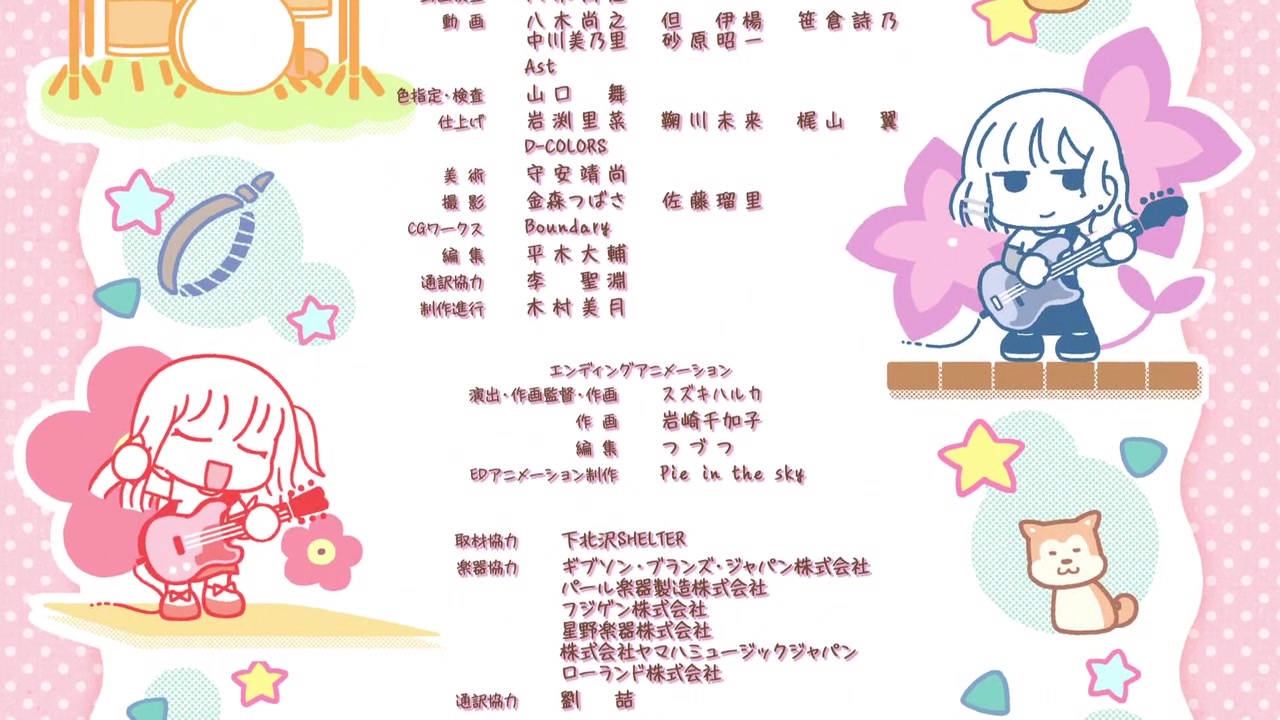 動画 八木尚之 但 伊楊 笹倉詩乃
中川美乃里 砂原昭一
Ast
色指定・検査 山口 舞
仕上げ 岩渕里菜 鞠川未来 梶山 翼
D-COLORS
美術 守安靖尚
撮影 金森つばさ 佐藤瑠里
CGワークス Boundary
編集 平木大輔
通訳協力 李 聖淵
制作進行 木村美月
エンディングアニメーション
演出・作画監督・作画 スズキハルカ
作画 岩崎千加子
編集 つづつ
EDアニメーション制作 Pie in the sky
取材協力 下北沢SHELTER
楽器協力 ギブソン・ブランズ・ジャパン株式会社
パール楽器製造株式会社
フジゲン株式会社
星野楽器株式会社
株式会社ヤマハミュージックジャパン
ローランド株式会社
通訳協力 劉 喆